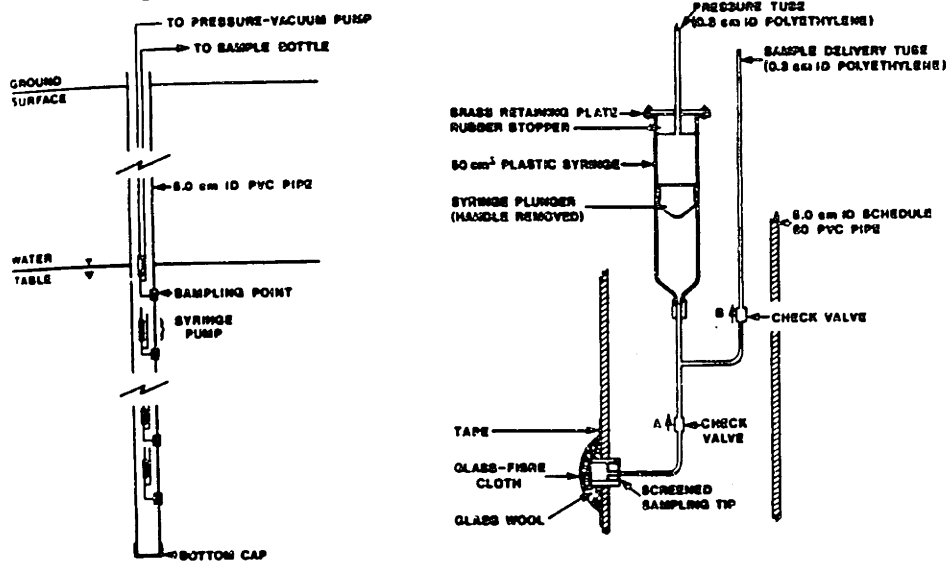 TO PRESSURE-VACUUM PUMP
TO SAMPLE BOTTLE
GROUND
SURFACE
5.0 cm ID PVC PIPE
WATER
TABLE
SAMPLING POINT
SYRINGE
PUMP
BOTTOM CAP
PRESSURE TUBE
(0.3 cm ID POLYETHYLENE)
SAMPLE DELIVERY TUBE
(0.3 cm ID POLYETHYLENE)
BRASS RETAINING PLATE
RUBBER STOPPER
50 cm³ PLASTIC SYRINGE
SYRINGE PLUNGER
(HANDLE REMOVED)
5.0 cm ID SCHEDULE
80 PVC PIPE
B
CHECK VALVE
A
CHECK
VALVE
TAPE
GLASS-FIBRE
CLOTH
GLASS WOOL
SCREENED
SAMPLING TIP